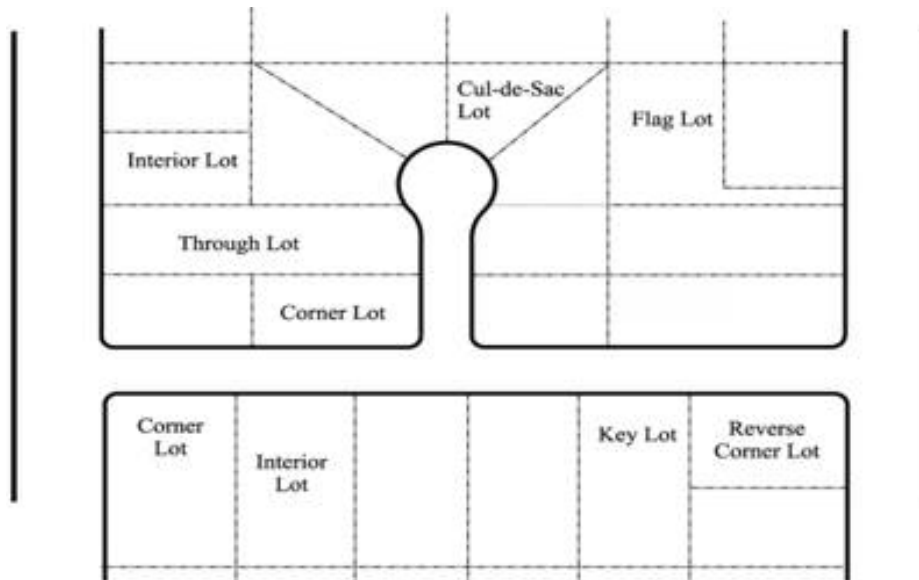 Cul-de-Sac
Lot
Flag Lot
Interior Lot
Through Lot
Corner Lot
Corner
Lot
Interior
Lot
Key Lot
Reverse
Corner Lot